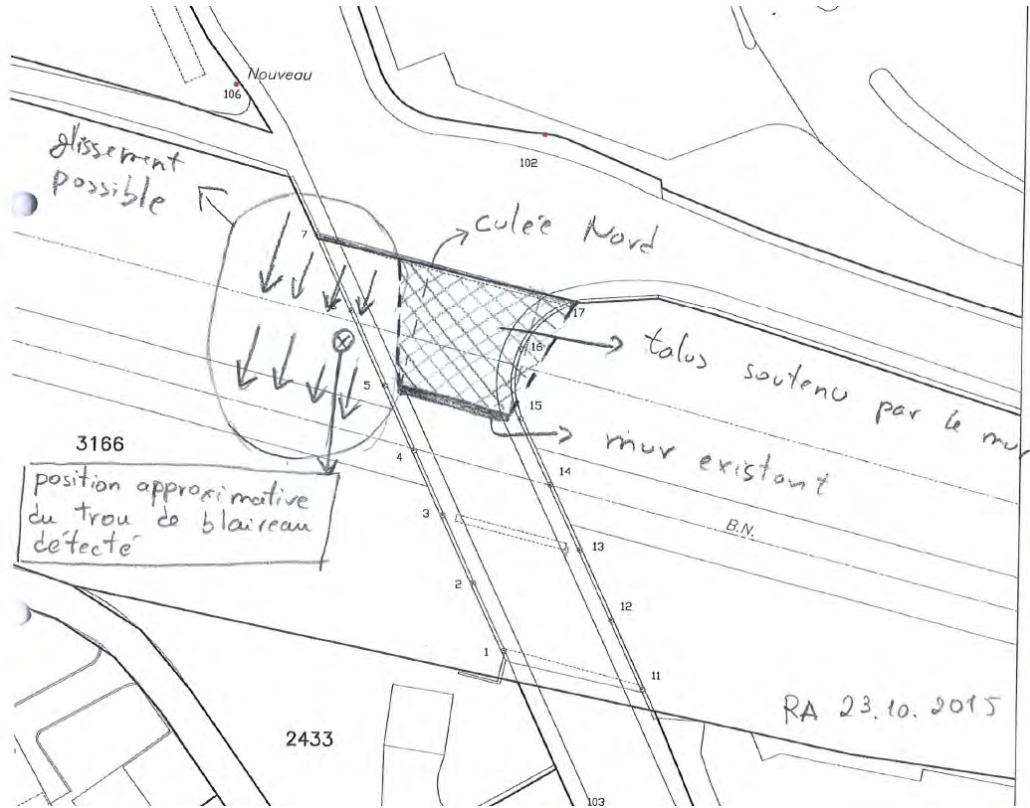 Nouveau
106
102
glissement
possible
culée Nord
7
17
16
talus soutenu par le mur
5
15
mur existant
4
14
3166
position approximative
du trou de blaireau
détecté
3
B.N.
13
2
12
1
11
RA 23.10.2015
2433
103